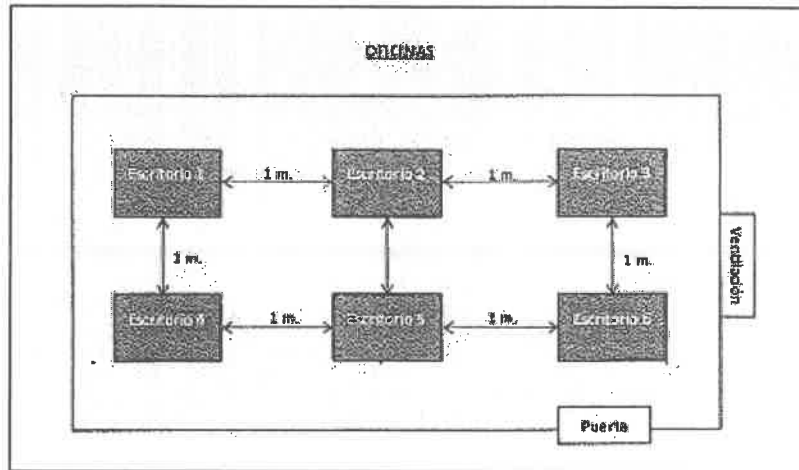 OFICINAS
Escritorio 1
1 m.
Escritorio 2
1 m.
Escritorio 3
1 m.
1 m.
Ventilación
Escritorio 4
1 m.
Escritorio 5
1 m.
Escritorio 6
Puerta